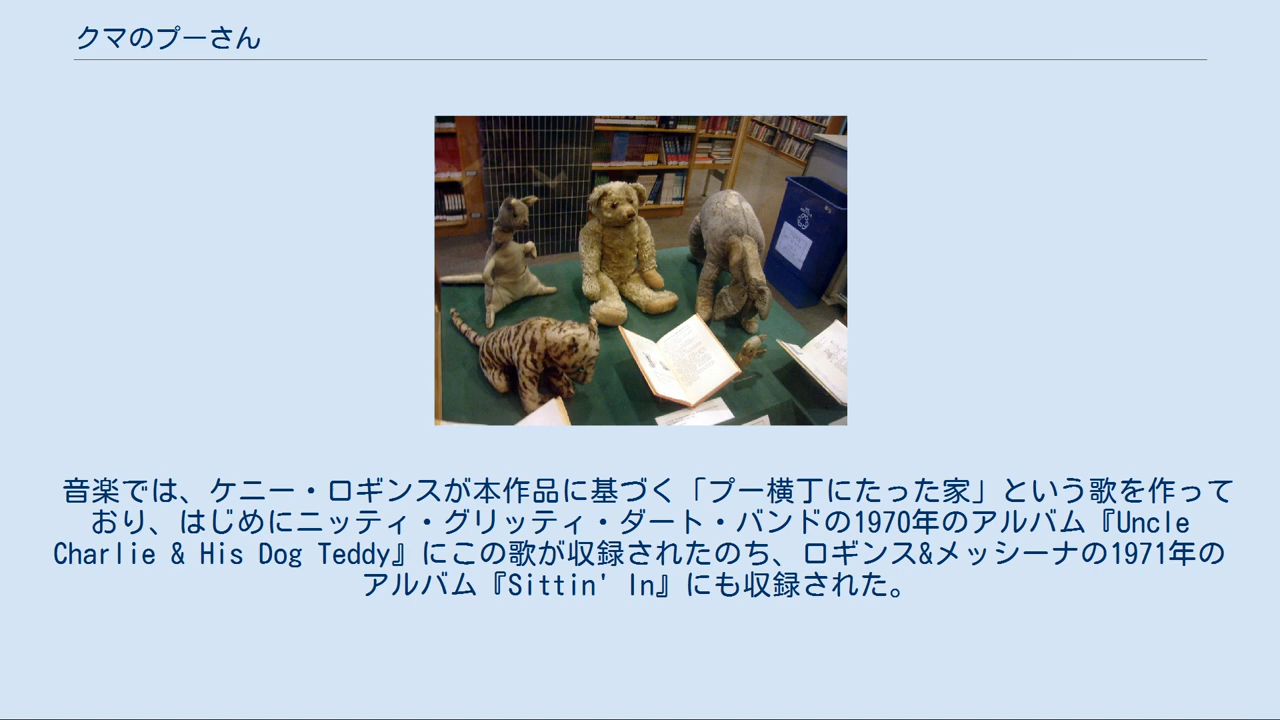 クマのプーさん
音楽では、ケニー・ロギンスが本作品に基づく「プー横丁にたった家」という歌を作って
おり、はじめにニッティ・グリッティ・ダート・バンドの1970年のアルバム『Uncle
Charlie & His Dog Teddy』にこの歌が収録されたのち、ロギンス&メッシーナの1971年の
アルバム『Sittin' In』にも収録された。